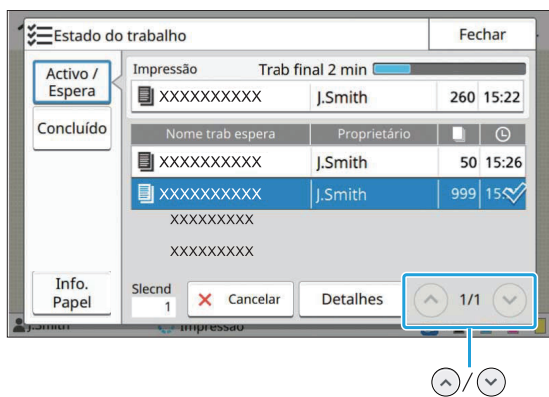 Estado do trabalho
Fechar
Activo /
Espera
Concluído
Info.
Papel
Impressão
Trab final 2 min
XXXXXXXXXX J.Smith 260 15:22
Nome trab espera Proprietário
XXXXXXXXXX J.Smith 50 15:26
XXXXXXXXXX J.Smith 999
XXXXXXXXX
XXXXXXXXX
Slecnd
1
Cancelar
Detalhes
1/1
J.Smith
Impressão
/